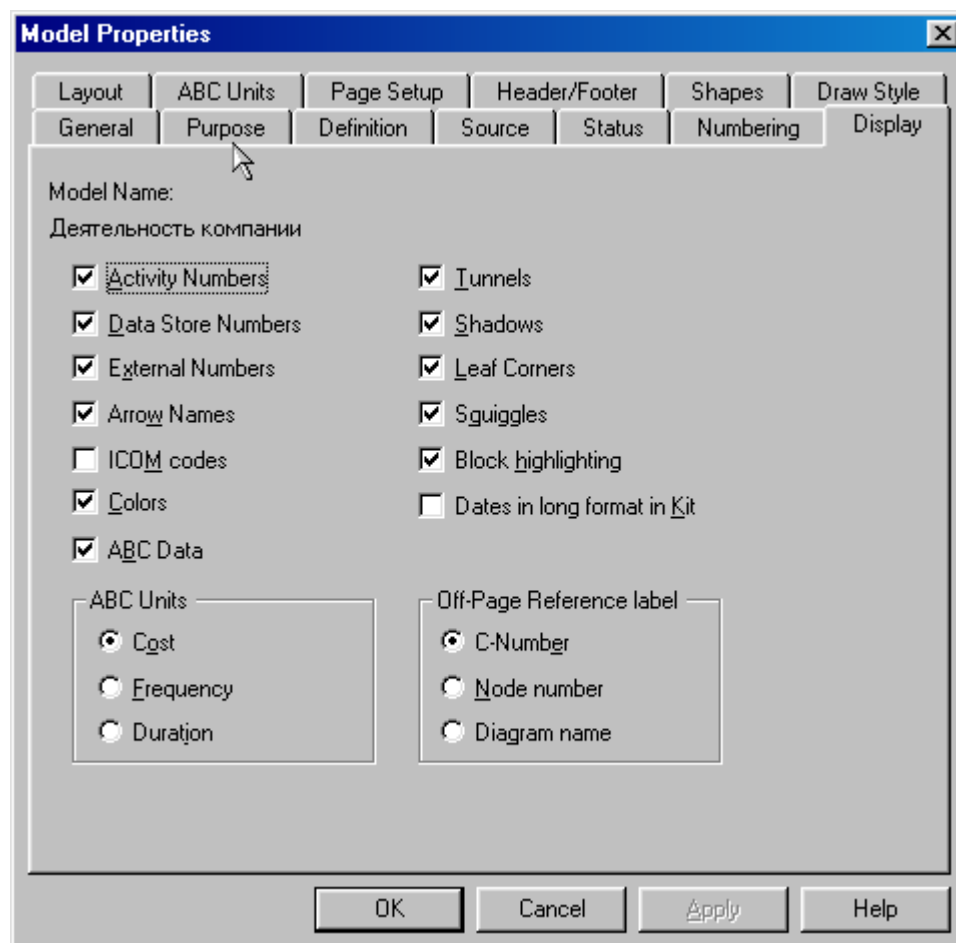 Model Properties
Layout ABC Units Page Setup Header/Footer Shapes Draw Style
General Purpose Definition Source Status Numbering Display
Model Name:
Деятельность компании
Activity Numbers Tunnels
Data Store Numbers Shadows
External Numbers Leaf Corners
Arrow Names Sguiggles
ICOM codes Block highlighting
Colors Dates in long format in Kit
ABC Data
ABC Units Off-Page Reference label
Cost C-Number
Frequency Node number
Duration Diagram name
OK Cancel Apply Help